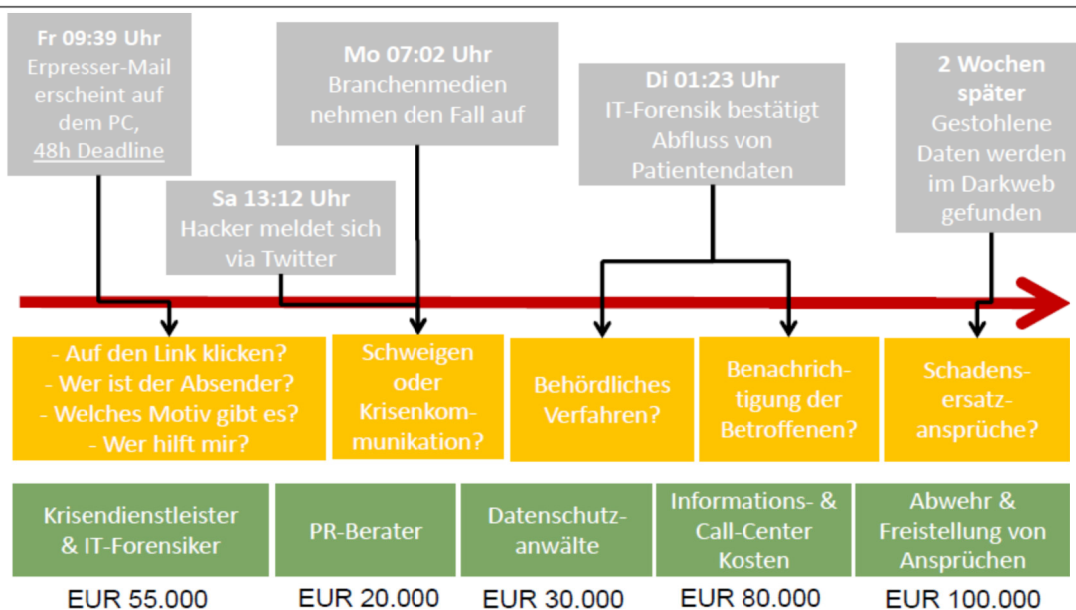 Fr 09:39 Uhr
Erpresser-Mail
erscheint auf
dem PC,
48h Deadline
Sa 13:12 Uhr
Hacker meldet sich
via Twitter
Mo 07:02 Uhr
Branchenmedien
nehmen den Fall auf
Di 01:23 Uhr
IT-Forensik bestätigt
Abfluss von
Patientendaten
2 Wochen
später
Gestohlene
Daten werden
im Darkweb
gefunden
- Auf den Link klicken?
- Wer ist der Absender?
- Welches Motiv gibt es?
- Wer hilft mir?
Schweigen
oder
Krisenkom-
munikation?
Behördliches
Verfahren?
Benachrich-
tigung der
Betroffenen?
Schadens-
ersatz-
ansprüche?
Krisendienstleister
& IT-Forensiker
PR-Berater
Datenschutz-
anwälte
Informations- &
Call-Center
Kosten
Abwehr &
Freistellung von
Ansprüchen
EUR 55.000
EUR 20.000
EUR 30.000
EUR 80.000
EUR 100.000